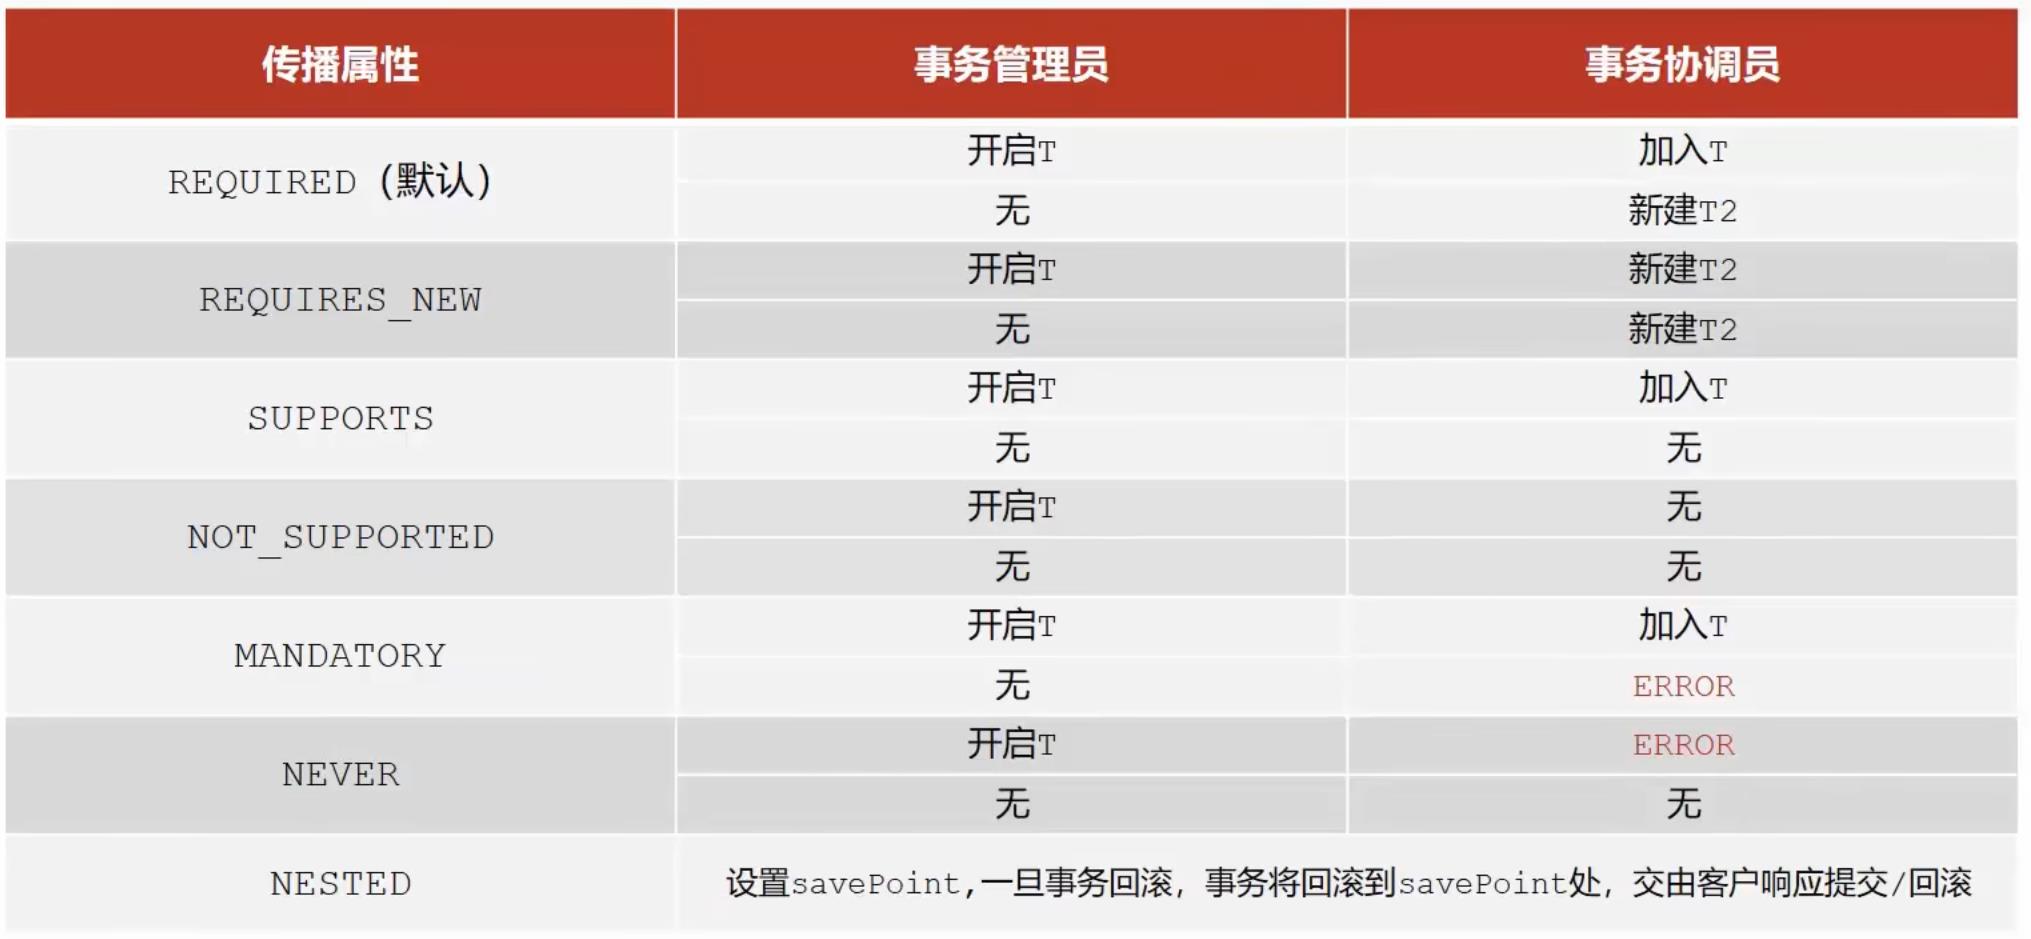 传播属性 事务管理员 事务协调员
REQUIRED（默认） 开启T 加入T
无 新建T2
REQUIRES_NEW 开启T 新建T2
无 新建T2
SUPPORTS 开启T 加入T
无 无
NOT_SUPPORTED 开启T 无
无 无
MANDATORY 开启T 加入T
无 ERROR
NEVER 开启T ERROR
无 无
NESTED 设置savePoint,一旦事务回滚，事务将回滚到savePoint处，交由客户响应提交/回滚